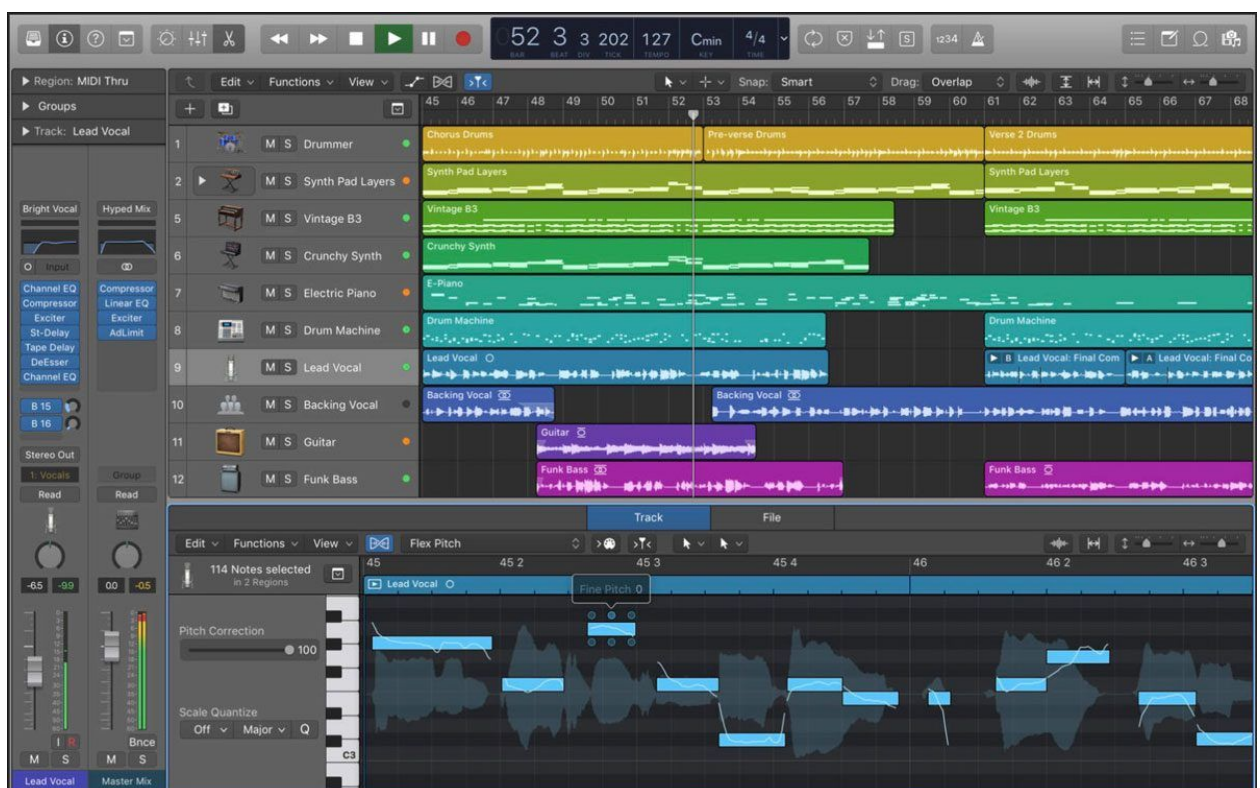 52 3 3 202 127 Cmin 4/4 1234
BAR BEAT DIV TICK TEMPO KEY TIME
Region: MIDI Thru
Groups
Track: Lead Vocal
Edit Functions View Snap: Smart Drag: Overlap
45 46 47 48 49 50 51 52 53 54 55 56 57 58 59 60 61 62 63 64 65 66 67 68
1 M S Drummer
Chorus Drums Pre-verse Drums Verse 2 Drums
2 M S Synth Pad Layers
Synth Pad Layers Synth Pad Layers
5 M S Vintage B3
Vintage B3 Vintage B3
6 M S Crunchy Synth
Crunchy Synth
7 M S Electric Piano
E-Piano
8 M S Drum Machine
Drum Machine Drum Machine
9 M S Lead Vocal
Lead Vocal B Lead Vocal: Final Com A Lead Vocal: Final Co
10 M S Backing Vocal
Backing Vocal Backing Vocal
11 M S Guitar
Guitar
12 M S Funk Bass
Funk Bass Funk Bass
Bright Vocal Hyped Mix
Input
Channel EQ Compressor
Compressor Linear EQ
Exciter Exciter
St-Delay AdLimit
Tape Delay
DeEsser
Channel EQ
B 15
B 16
Stereo Out
1: Vocals Group
Read Read
-6.5 -9.9 0.0 -0.5
I R Bnce
M S M S
Lead Vocal Master Mix
Track File
Edit Functions View Flex Pitch
114 Notes selected
in 2 Regions
45 45 2 45 3 45 4 46 46 2 46 3
Lead Vocal
Fine Pitch 0
Pitch Correction
100
Scale Quantize
Off Major Q
C3